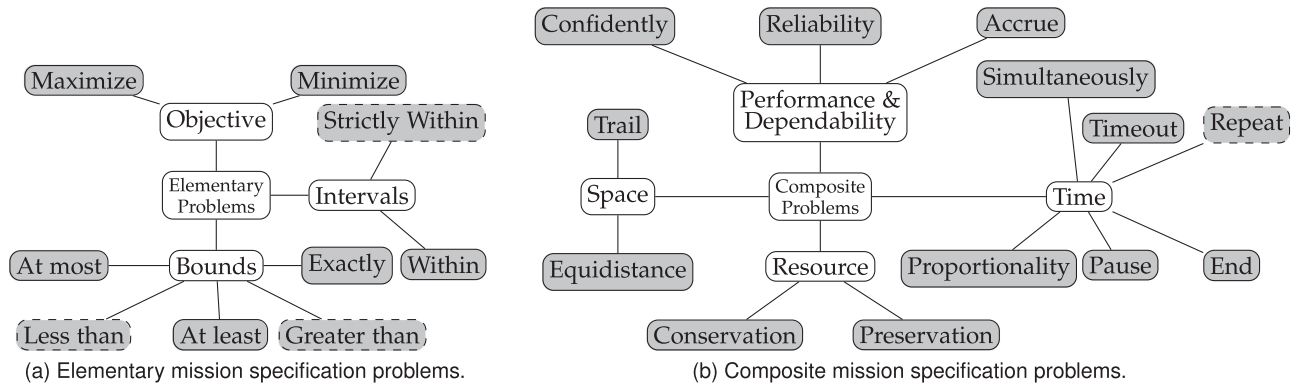 Maximize
Minimize
Objective
Strictly Within
Elementary
Problems
Intervals
At most
Bounds
Exactly
Within
Less than
At least
Greater than
(a) Elementary mission specification problems.
Confidently
Reliability
Accrue
Performance &
Dependability
Simultaneously
Trail
Timeout
Repeat
Space
Composite
Problems
Time
Equidistance
Resource
Proportionality
Pause
End
Conservation
Preservation
(b) Composite mission specification problems.